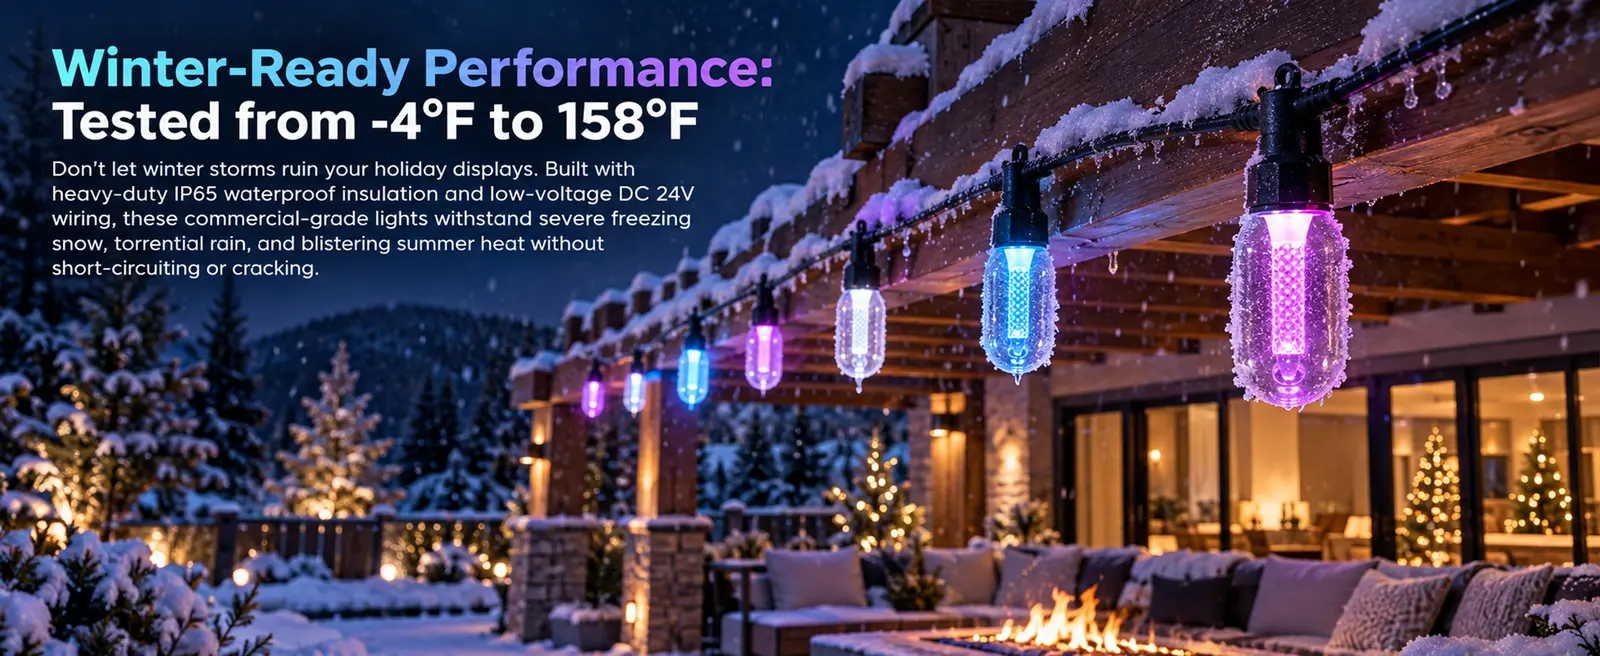 Winter-Ready Performance:
Tested from -4°F to 158°F
Don't let winter storms ruin your holiday displays. Built with
heavy-duty IP65 waterproof insulation and low-voltage DC 24V
wiring, these commercial-grade lights withstand severe freezing
snow, torrential rain, and blistering summer heat without
short-circuiting or cracking.